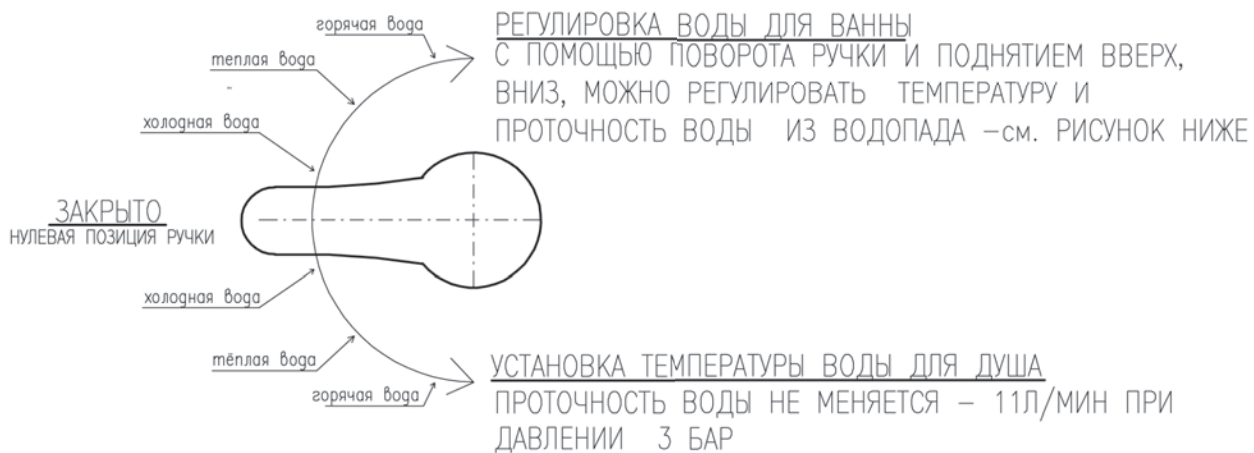 горячая вода
теплая вода
холодная вода
РЕГУЛИРОВКА ВОДЫ ДЛЯ ВАННЫ
С ПОМОЩЬЮ ПОВОРОТА РУЧКИ И ПОДНЯТИЕМ ВВЕРХ,
ВНИЗ, МОЖНО РЕГУЛИРОВАТЬ ТЕМПЕРАТУРУ И
ПРОТОЧНОСТЬ ВОДЫ ИЗ ВОДОПАДА –см. РИСУНОК НИЖЕ
ЗАКРЫТО
НУЛЕВАЯ ПОЗИЦИЯ РУЧКИ
холодная вода
тёплая вода
горячая вода
УСТАНОВКА ТЕМПЕРАТУРЫ ВОДЫ ДЛЯ ДУША
ПРОТОЧНОСТЬ ВОДЫ НЕ МЕНЯЕТСЯ – 11Л/МИН ПРИ
ДАВЛЕНИИ 3 БАР